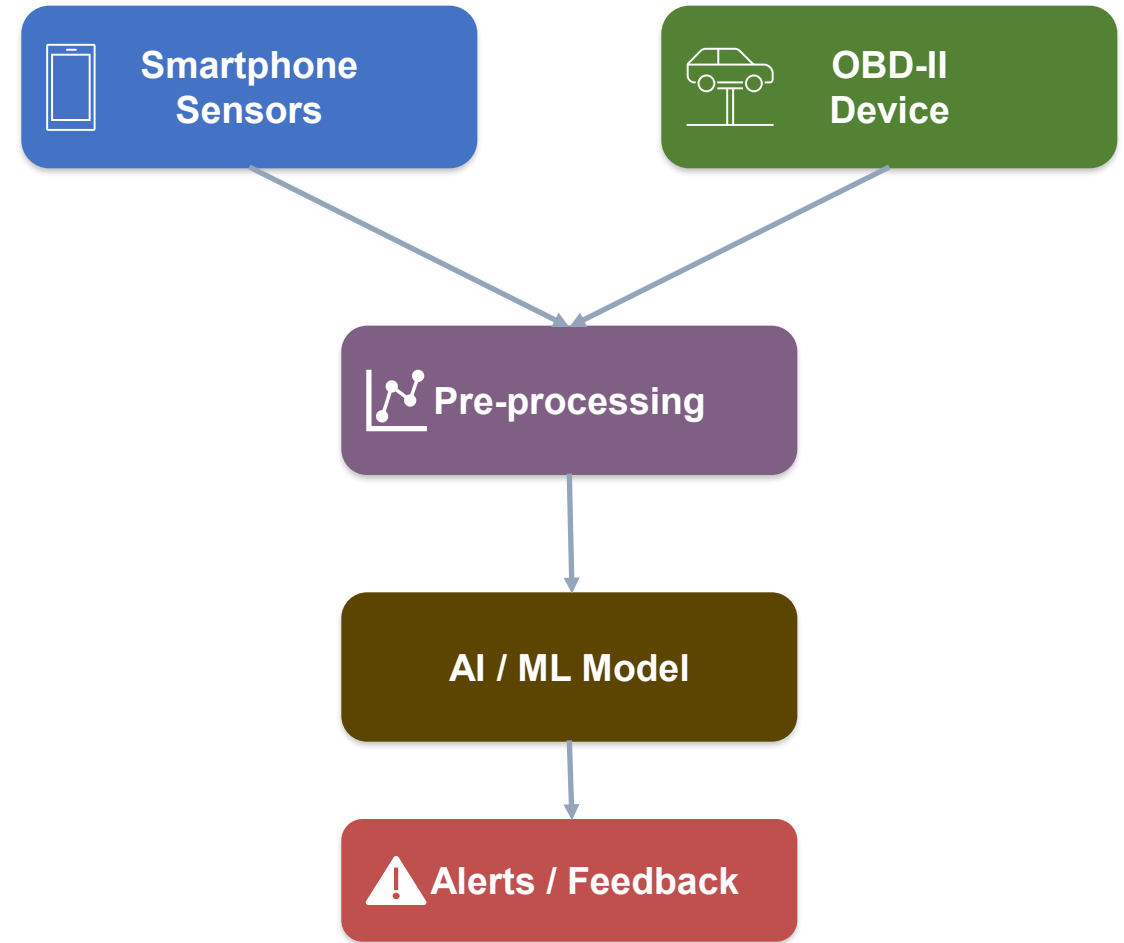 Smartphone
Sensors
OBD-II
Device
Pre-processing
AI / ML Model
Alerts / Feedback